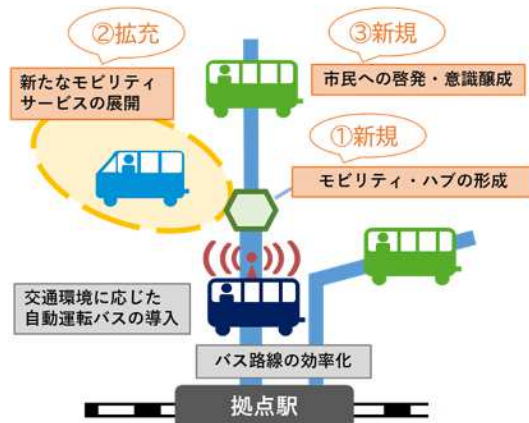 ②拡充
新たなモビリティ
サービスの展開
③新規
市民への啓発・意識醸成
①新規
モビリティ・ハブの形成
交通環境に応じた
自動運転バスの導入
バス路線の効率化
拠点駅